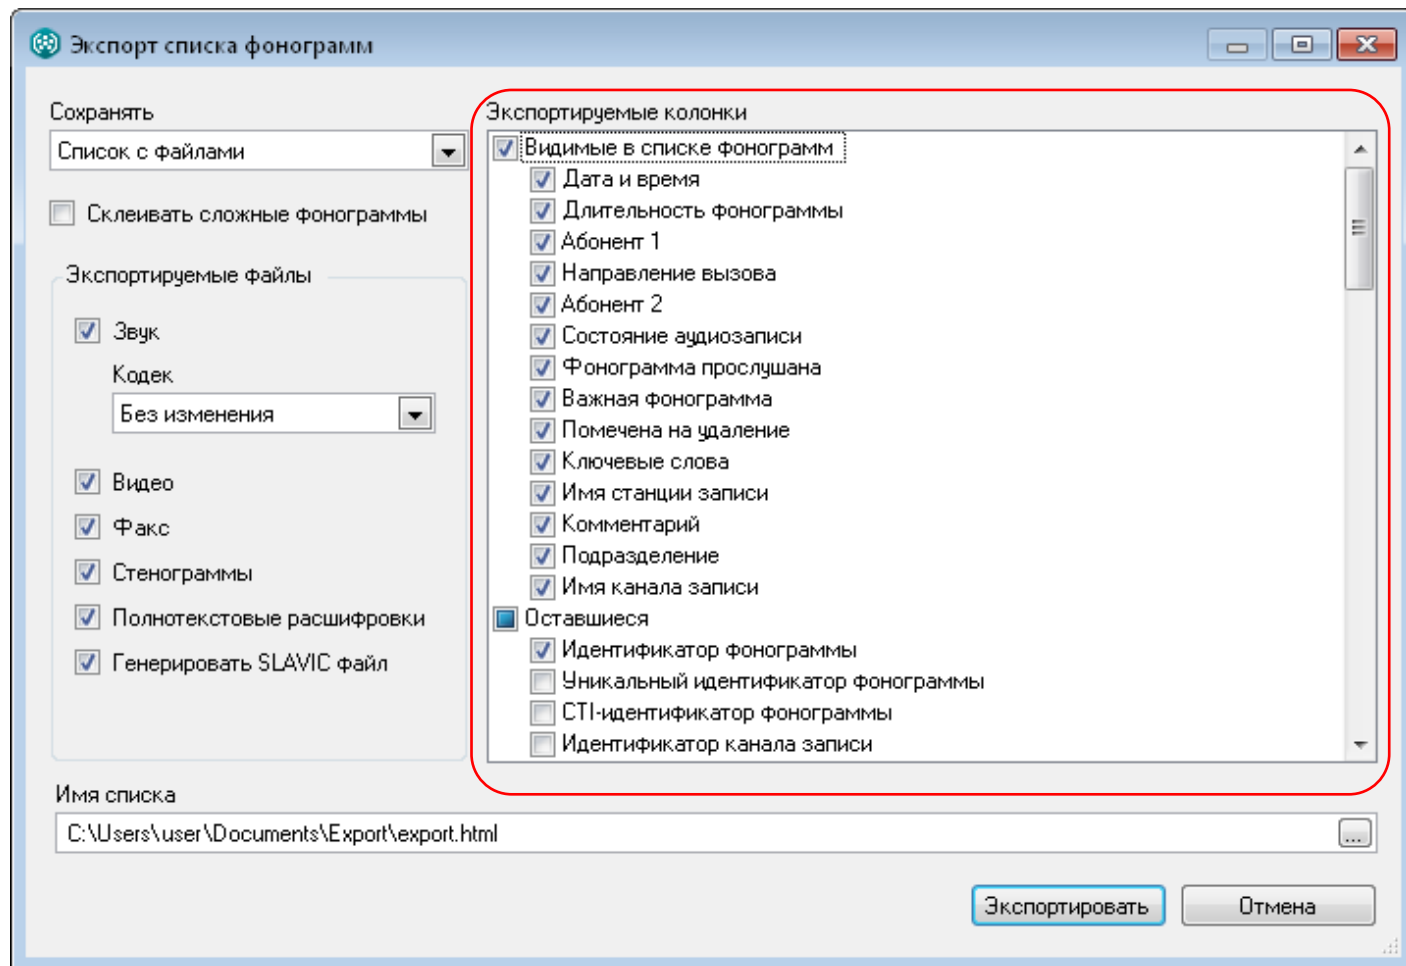 Экспорт списка фонограмм
Сохранять
Список с файлами
Склеивать сложные фонограммы
Экспортируемые файлы
Звук
Кодек
Без изменения
Видео
Факс
Стенограммы
Полнотекстовые расшифровки
Генерировать SLAVIC файл
Экспортируемые колонки
Видимые в списке фонограмм
Дата и время
Длительность фонограммы
Абонент 1
Направление вызова
Абонент 2
Состояние аудиозаписи
Фонограмма прослушана
Важная фонограмма
Помечена на удаление
Ключевые слова
Имя станции записи
Комментарий
Подразделение
Имя канала записи
Оставшиеся
Идентификатор фонограммы
Уникальный идентификатор фонограммы
CTI-идентификатор фонограммы
Идентификатор канала записи
Имя списка
C:\Users\user\Documents\Export\export.html
...
Экспортировать
Отмена